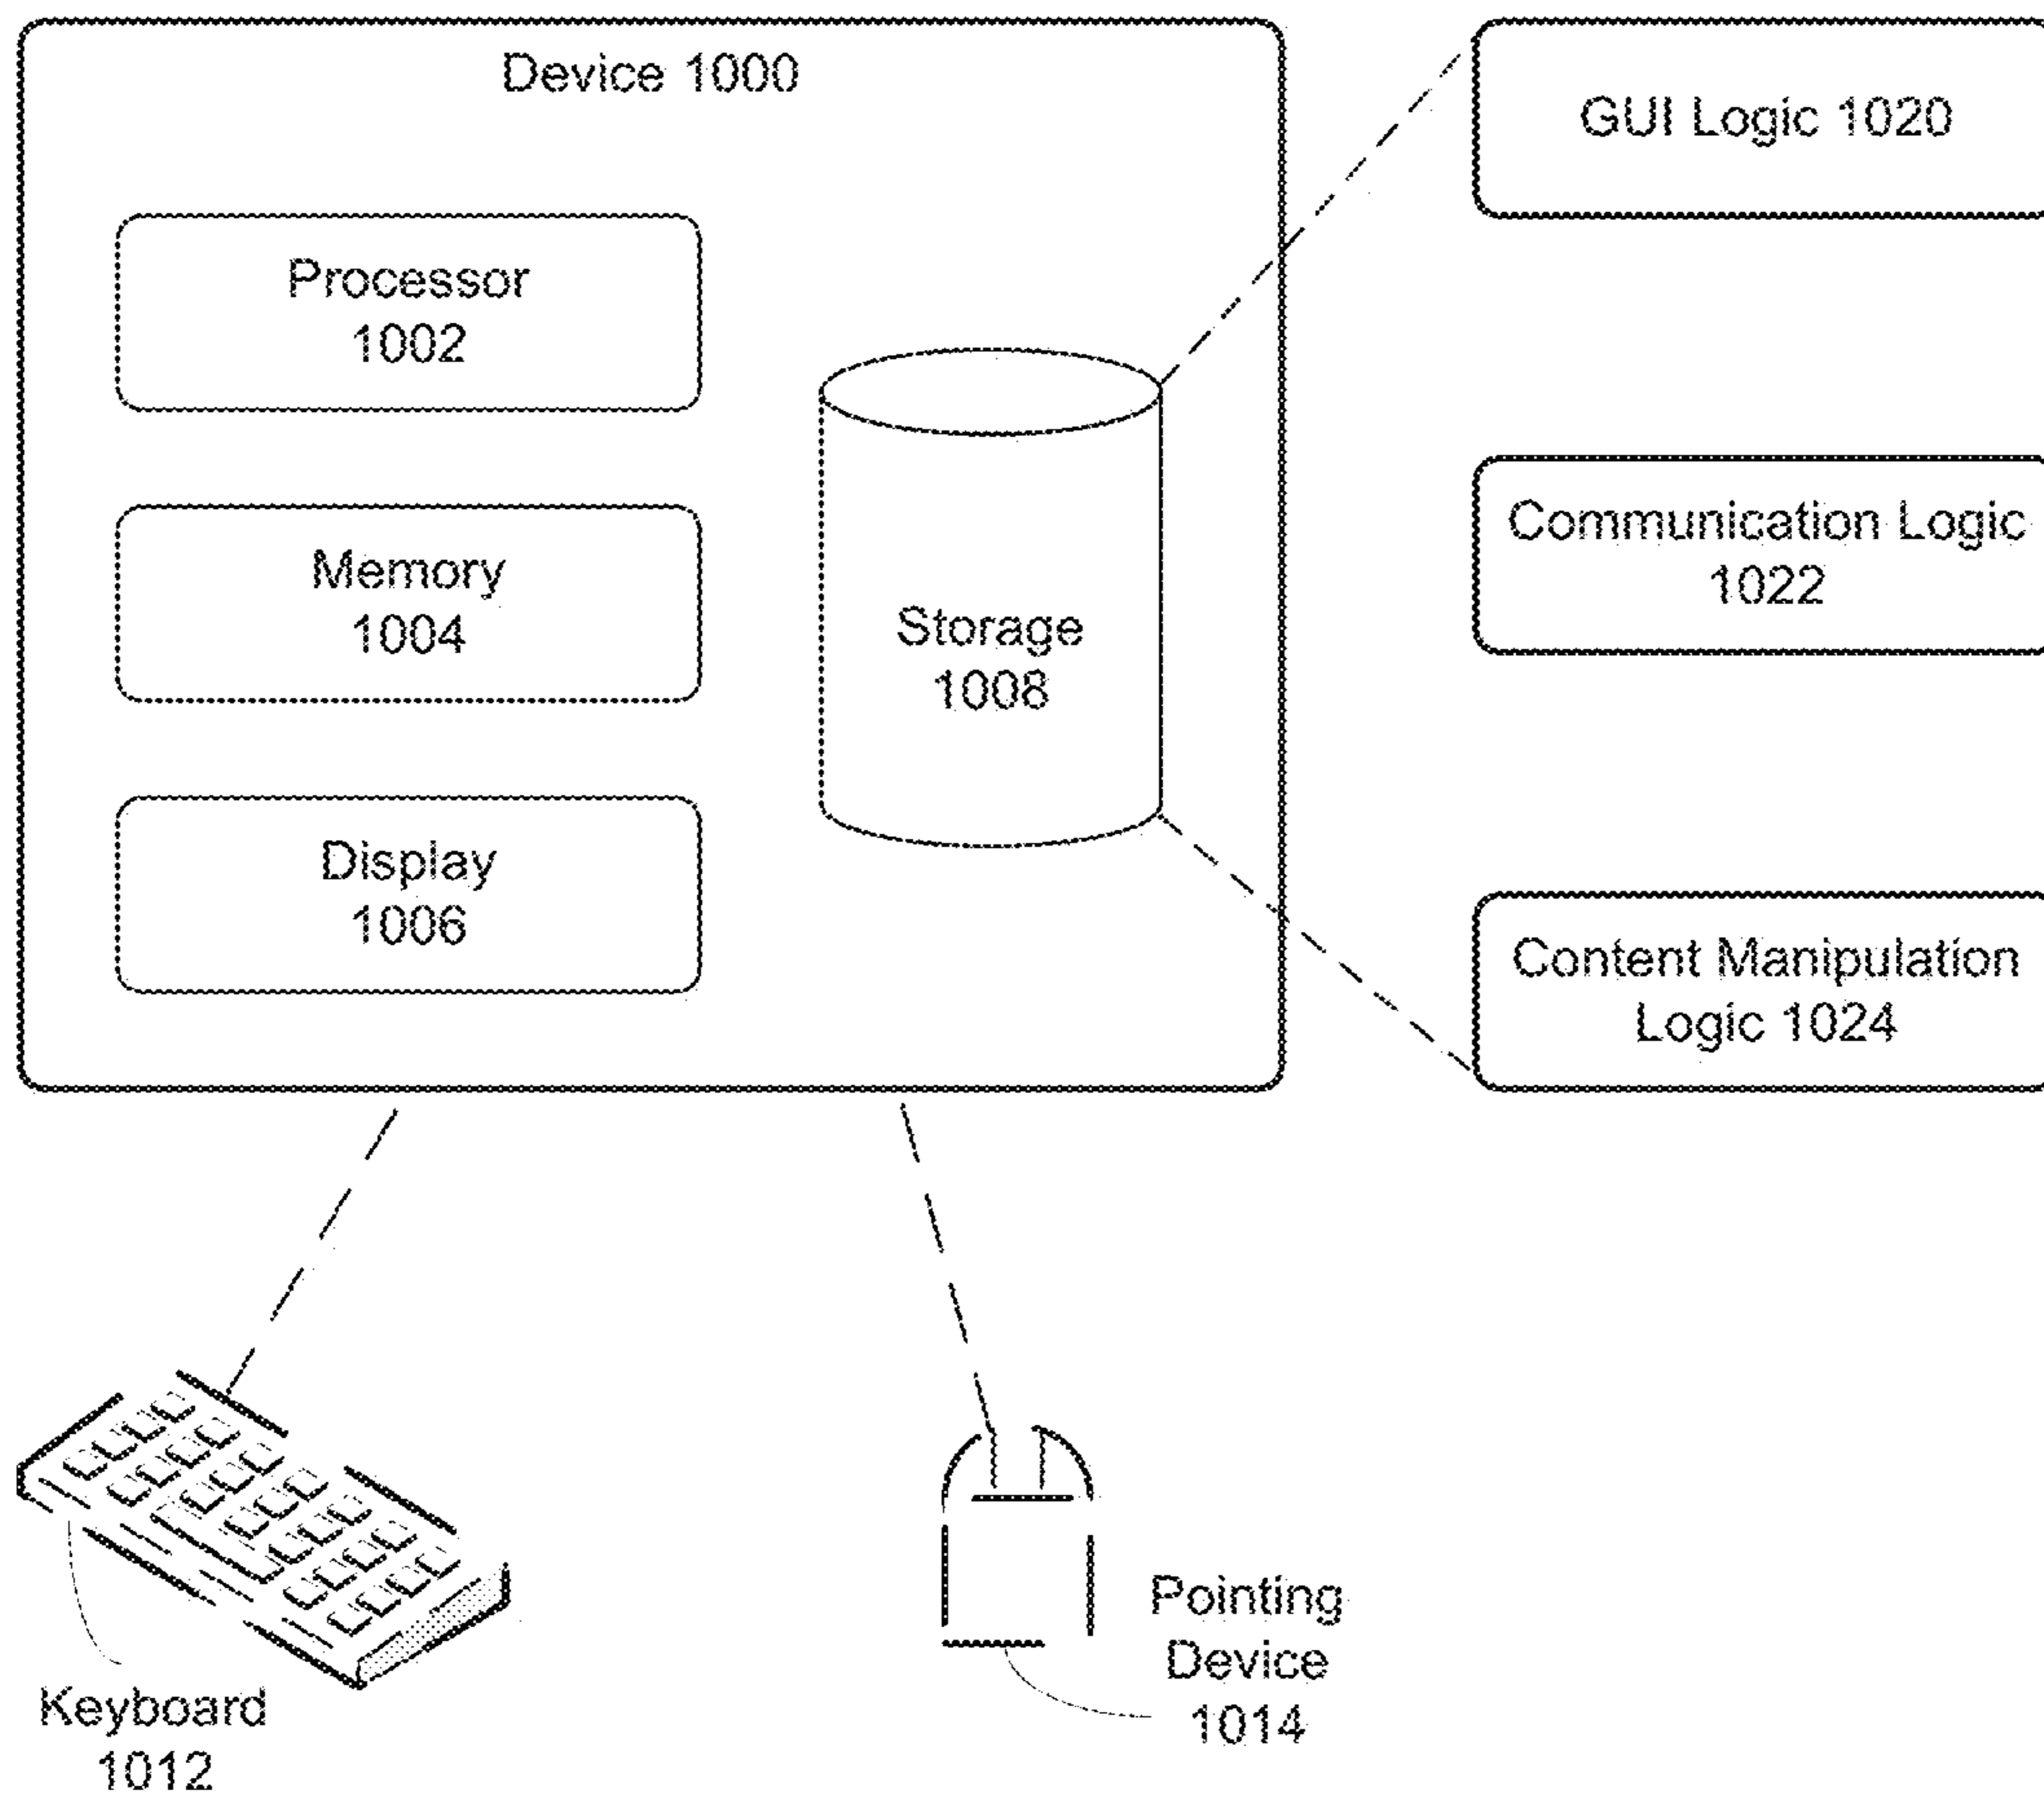 Device 1000
Processor
1002
Memory
1004
Display
1006
Storage
1008
GUI Logic 1020
Communication Logic
1022
Content Manipulation
Logic 1024
Keyboard
1012
Pointing
Device
1014